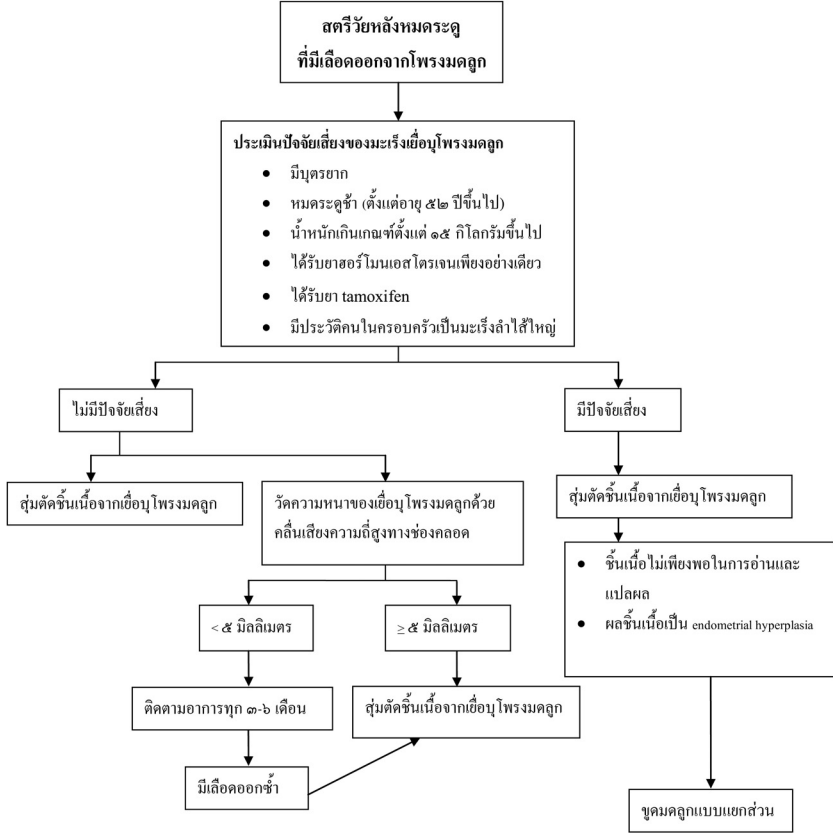 สตรีวัยหลังหมดระดู
ที่มีเลือดออกจากโพรงมดลูก
ประเมินปัจจัยเสี่ยงของมะเร็งเยื่อบุโพรงมดลูก
• มีบุตรยาก
• หมดระดูช้า (ตั้งแต่อายุ ๕๒ ปีขึ้นไป)
• น้ำหนักเกินเกณฑ์ตั้งแต่ ๑๕ กิโลกรัมขึ้นไป
• ได้รับยาฮอร์โมนเอสโตรเจนเพียงอย่างเดียว
• ได้รับยา tamoxifen
• มีประวัติคนในครอบครัวเป็นมะเร็งลำไส้ใหญ่
ไม่มีปัจจัยเสี่ยง
มีปัจจัยเสี่ยง
สุ่มตัดชิ้นเนื้อจากเยื่อบุโพรงมดลูก
วัดความหนาของเยื่อบุโพรงมดลูกด้วย
คลื่นเสียงความถี่สูงทางช่องคลอด
สุ่มตัดชิ้นเนื้อจากเยื่อบุโพรงมดลูก
• ชิ้นเนื้อไม่เพียงพอในการอ่านและ
แปลผล
• ผลชิ้นเนื้อเป็น endometrial hyperplasia
< ๕ มิลลิเมตร
≥ ๕ มิลลิเมตร
ติดตามอาการทุก ๓-๖ เดือน
สุ่มตัดชิ้นเนื้อจากเยื่อบุโพรงมดลูก
มีเลือดออกซ้ำ
ขูดมดลูกแบบแยกส่วน